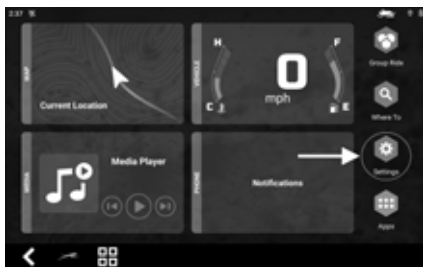 2:37
MAP
Current Location
VEHICLE
H
F
0
mph
C
E
Group Ride
Where To
MEDIA
Media Player
PHONE
Notifications
Settings
Apps